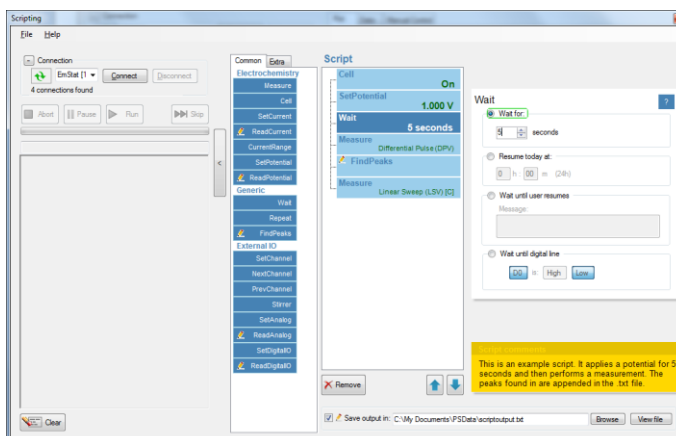 Scripting
File Help
Connection
EmStat [1
Connect
Disconnect
4 connections found
Abort
Pause
Run
Skip
<
Clear
Common
Extra
Electrochemistry
Measure
Cell
SetCurrent
ReadCurrent
CurrentRange
SetPotential
ReadPotential
Generic
Wait
Repeat
FindPeaks
External IO
SetChannel
NextChannel
PrevChannel
Stirrer
SetAnalog
ReadAnalog
SetDigitalIO
ReadDigitalIO
Script
Cell
On
SetPotential
1.000 V
Wait
5 seconds
Measure
Differential Pulse (DPV)
FindPeaks
Measure
Linear Sweep (LSV) [C]
Remove
Save output in: C:\My Documents\PSData\scriptoutput.txt
Browse
View file
Wait
?
Wait for:
5 seconds
Resume today at:
0 h : 00 m (24h)
Wait until user resumes
Message:
Wait until digital line
D0 is: High Low
Script comments
This is an example script. It applies a potential for 5
seconds and then performs a measurement. The
peaks found in are appended in the .txt file.